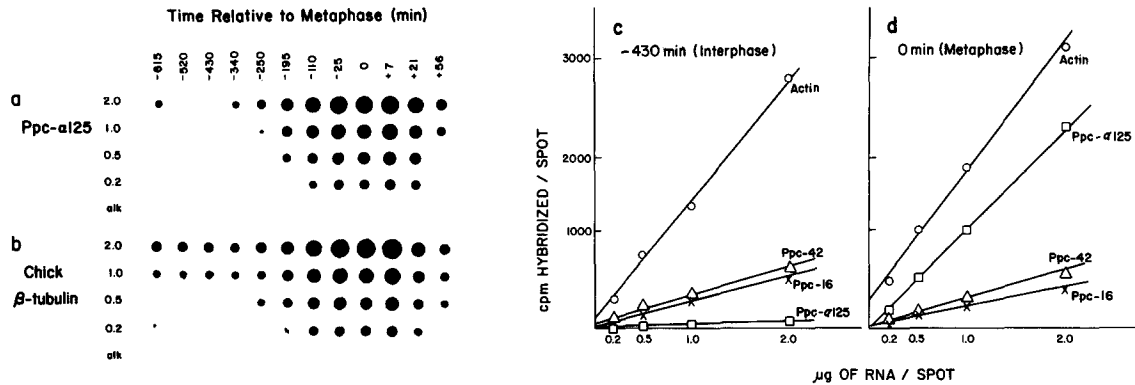 Time Relative to Metaphase (min)
-615 -520 -430 -340 -250 -195 -110 -25 0 +7 +21 +56
a
Ppc-α125
2.0
1.0
0.5
0.2
alk
b
Chick
β-tubulin
2.0
1.0
0.5
0.2
alk
c
-430 min (Interphase)
cpm HYBRIDIZED / SPOT
3000
2000
1000
Actin
Ppc-42
Ppc-16
Ppc-α125
0.2 0.5 1.0 2.0
d
0 min (Metaphase)
Actin
Ppc-α125
Ppc-42
Ppc-16
0.2 0.5 1.0 2.0
μg OF RNA / SPOT